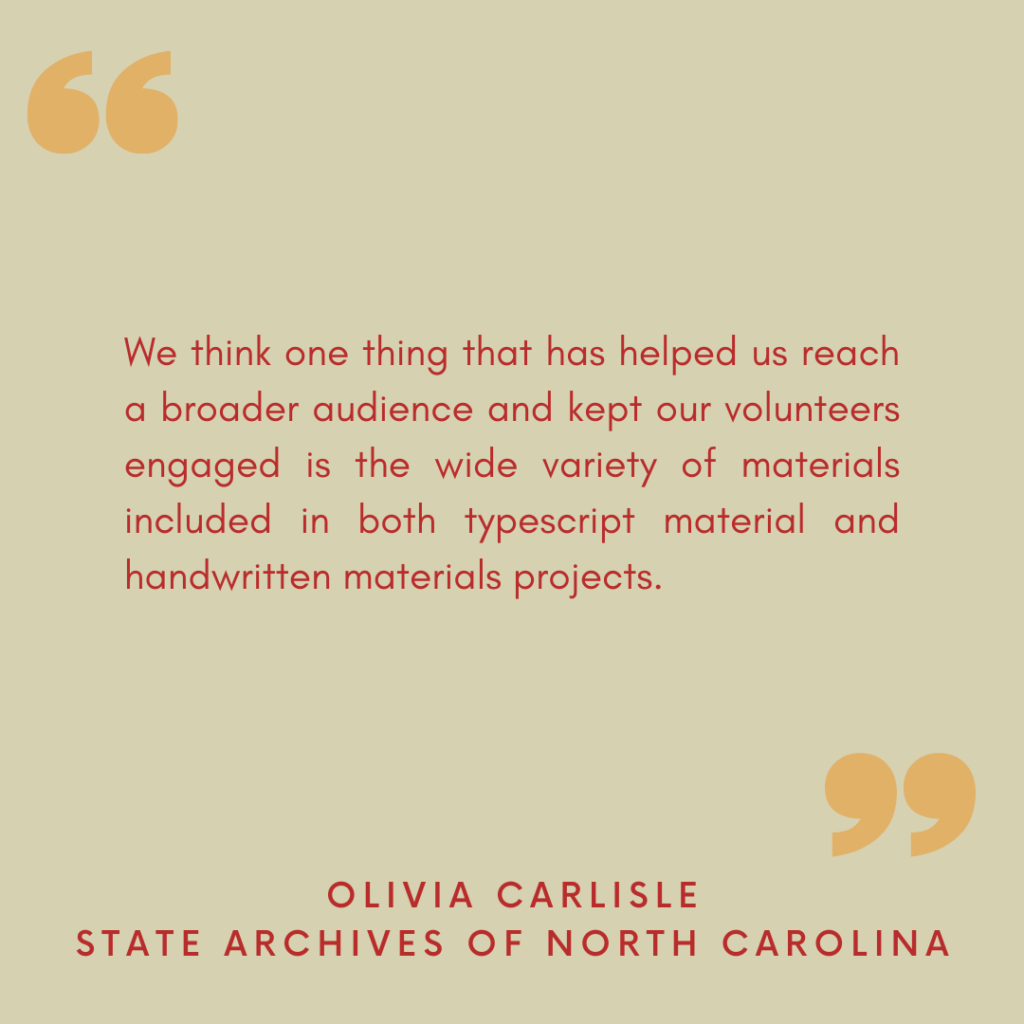 “
We think one thing that has helped us reach
a broader audience and kept our volunteers
engaged is the wide variety of materials
included in both typescript material and
handwritten materials projects.
”
OLIVIA CARLISLE
STATE ARCHIVES OF NORTH CAROLINA